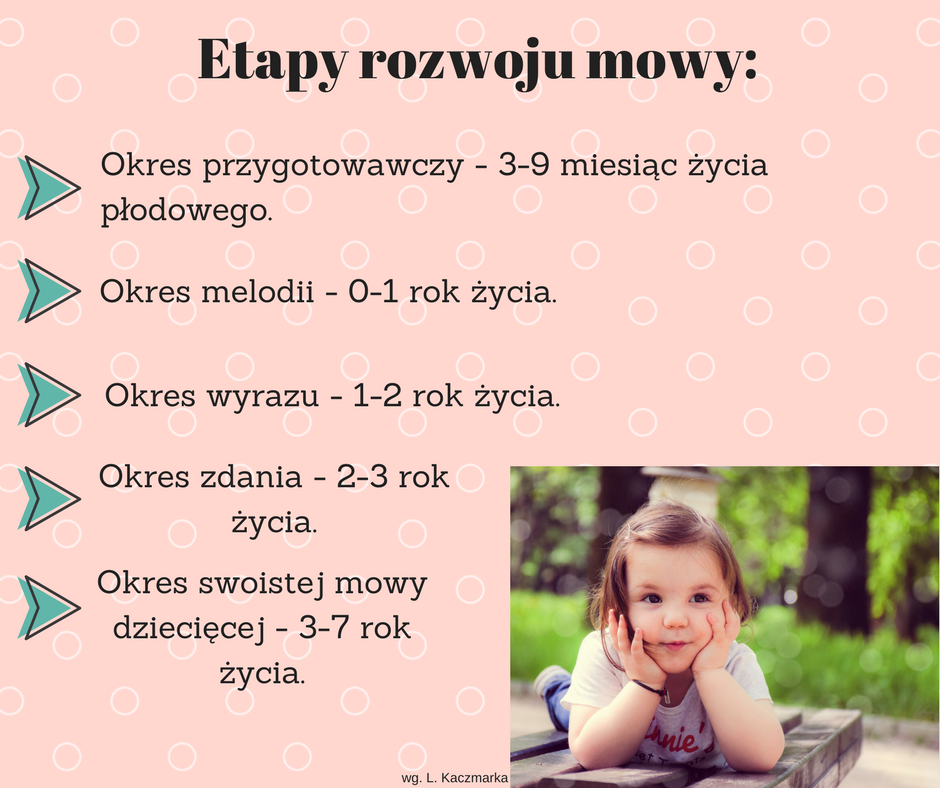 Etapy rozwoju mowy:
Okres przygotowawczy - 3-9 miesiąc życia
płodowego.
Okres melodii - 0-1 rok życia.
Okres wyrazu - 1-2 rok życia.
Okres zdania - 2-3 rok
życia.
Okres swoistej mowy
dziecięcej - 3-7 rok
życia.
wg. L. Kaczmarka